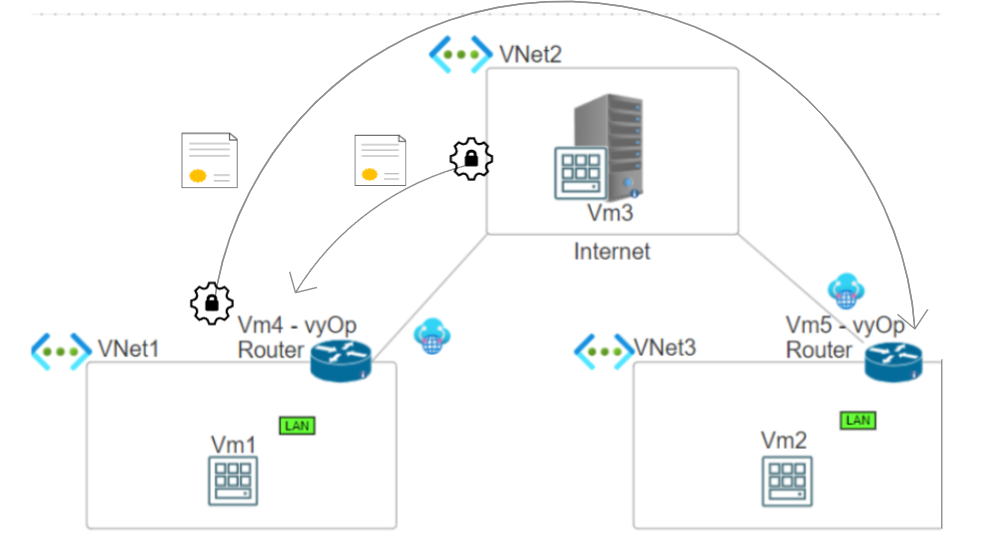 VNet2
Vm3
Internet
Vm4 - vyOp
Router
Vm5 - vyOp
Router
VNet1
VNet3
LAN
LAN
Vm1
Vm2